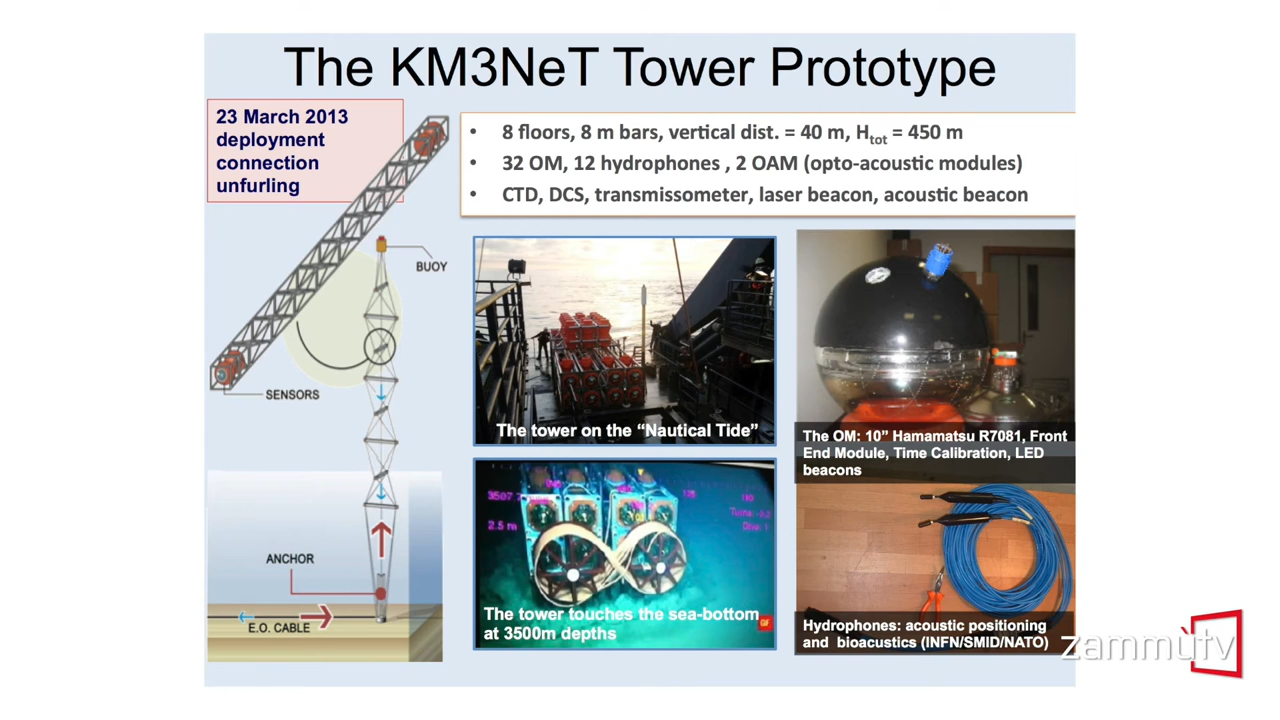 The KM3NeT Tower Prototype
23 March 2013
deployment
connection
unfurling
• 8 floors, 8 m bars, vertical dist. = 40 m, Htot = 450 m
• 32 OM, 12 hydrophones , 2 OAM (opto-acoustic modules)
• CTD, DCS, transmissometer, laser beacon, acoustic beacon
BUOY
SENSORS
ANCHOR
E.O. CABLE
The tower on the “Nautical Tide”
3507
2.5 m
The tower touches the sea-bottom
at 3500m depths
The OM: 10” Hamamatsu R7081, Front
End Module, Time Calibration, LED
beacons
Hydrophones: acoustic positioning
and bioacustics (INFN/SMID/NATO)
zammùtv